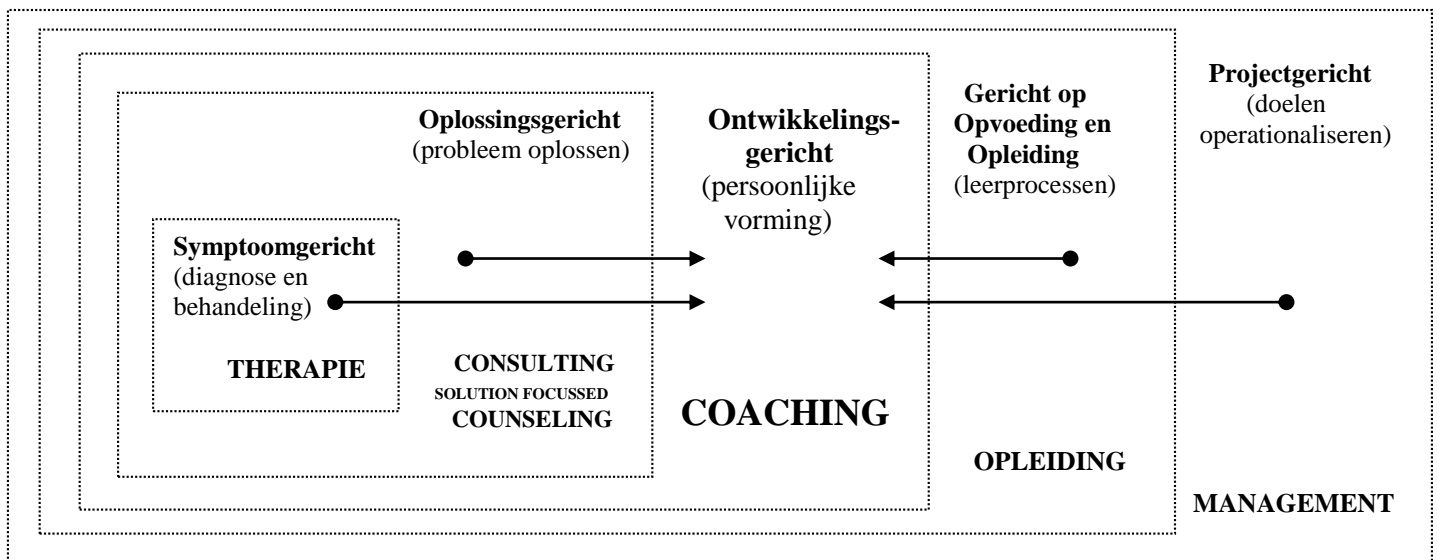 Symptoomgericht
(diagnose en
behandeling)
THERAPIE
Oplossingsgericht
(probleem oplossen)
CONSULTING
SOLUTION FOCUSSED
COUNSELING
Ontwikkelings-
gericht
(persoonlijke
vorming)
COACHING
Gericht op
Opvoeding en
Opleiding
(leerprocessen)
OPLEIDING
Projectgericht
(doelen
operationaliseren)
MANAGEMENT